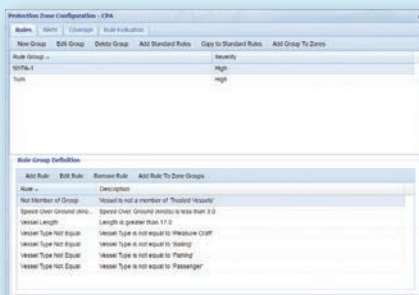 Protection Zone Configuration - CPA
Rules Alerts Coverage Rule Evaluation
New Group Edit Group Delete Group Add Standard Rules Copy to Standard Rules Add Group To Zones
Rule Group Severity
High
High
Rule Group Definition
Add Rule Edit Rule Remove Rule Add Rule To Zone Groups
Rule Description
Not Member of Group Vessel is not a member of 'Trusted Vessels'
Speed Over Ground (kno... Speed Over Ground (knots) is less than 3.0
Vessel Length Length is greater than 17.0
Vessel Type Not Equal Vessel Type is not equal to 'Pleasure Craft'
Vessel Type Not Equal Vessel Type is not equal to 'Sailing'
Vessel Type Not Equal Vessel Type is not equal to 'Fishing'
Vessel Type Not Equal Vessel Type is not equal to 'Passenger'